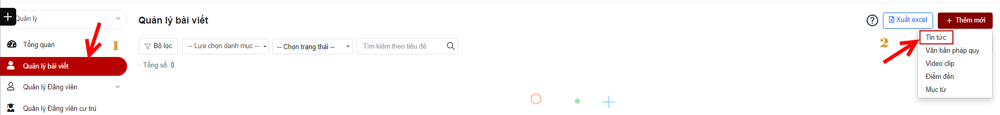 Quản lý
Tổng quan
1
Quản lý bài viết
Quản lý Đảng viên
Quản lý Đảng viên cư trú
Quản lý bài viết
?
Xuất excel
+ Thêm mới
Bộ lọc
-- Lựa chọn danh mục --
-- Chọn trạng thái --
Tìm kiếm theo tiêu đề
Tổng số: 0
2
Tin tức
Văn bản pháp quy
Video clip
Điểm đến
Mục từ